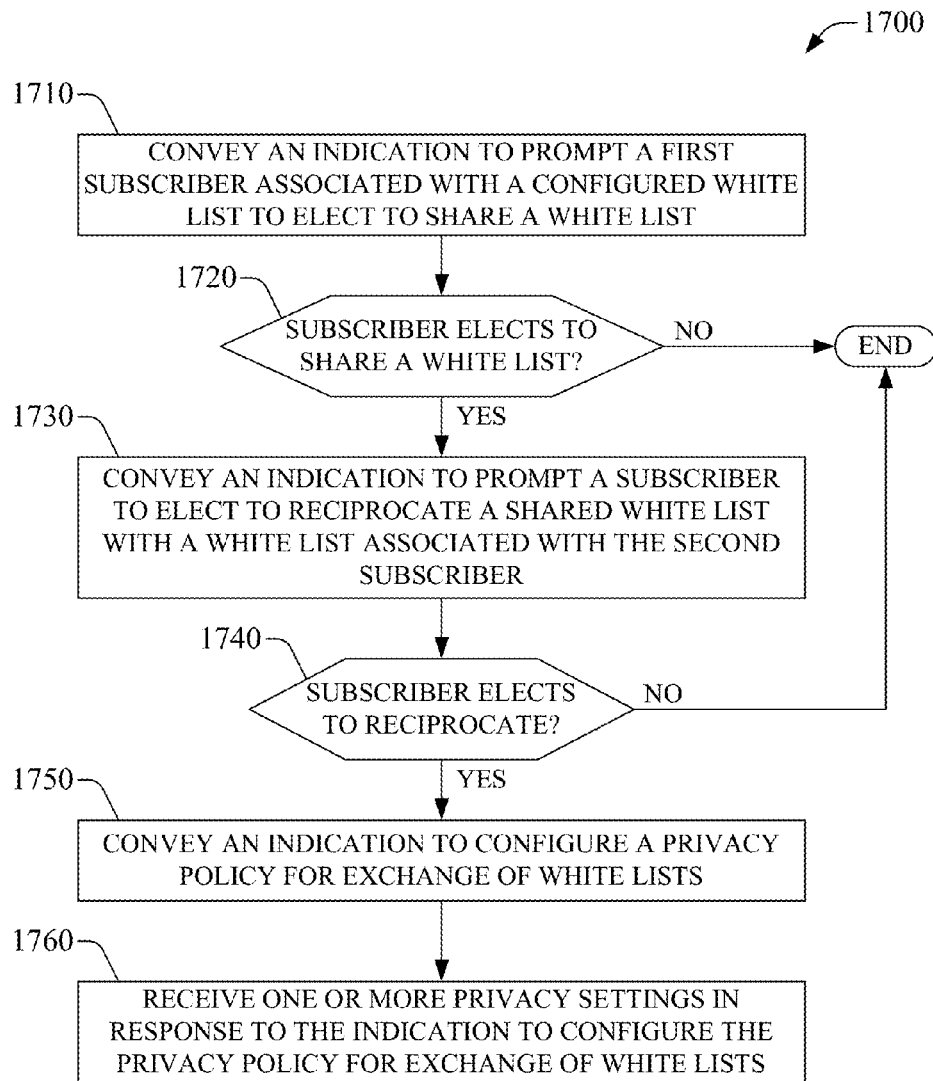 1700
1710
CONVEY AN INDICATION TO PROMPT A FIRST
SUBSCRIBER ASSOCIATED WITH A CONFIGURED WHITE
LIST TO ELECT TO SHARE A WHITE LIST
1720
SUBSCRIBER ELECTS TO
SHARE A WHITE LIST?
NO
END
YES
1730
CONVEY AN INDICATION TO PROMPT A SUBSCRIBER
TO ELECT TO RECIPROCATE A SHARED WHITE LIST
WITH A WHITE LIST ASSOCIATED WITH THE SECOND
SUBSCRIBER
1740
SUBSCRIBER ELECTS
TO RECIPROCATE?
NO
YES
1750
CONVEY AN INDICATION TO CONFIGURE A PRIVACY
POLICY FOR EXCHANGE OF WHITE LISTS
1760
RECEIVE ONE OR MORE PRIVACY SETTINGS IN
RESPONSE TO THE INDICATION TO CONFIGURE THE
PRIVACY POLICY FOR EXCHANGE OF WHITE LISTS